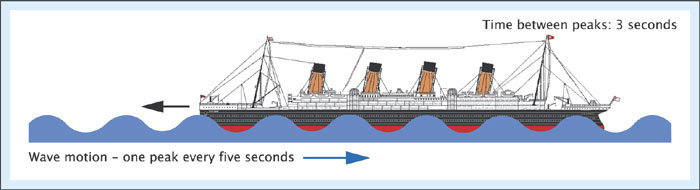 Time between peaks: 3 seconds
Wave motion – one peak every five seconds